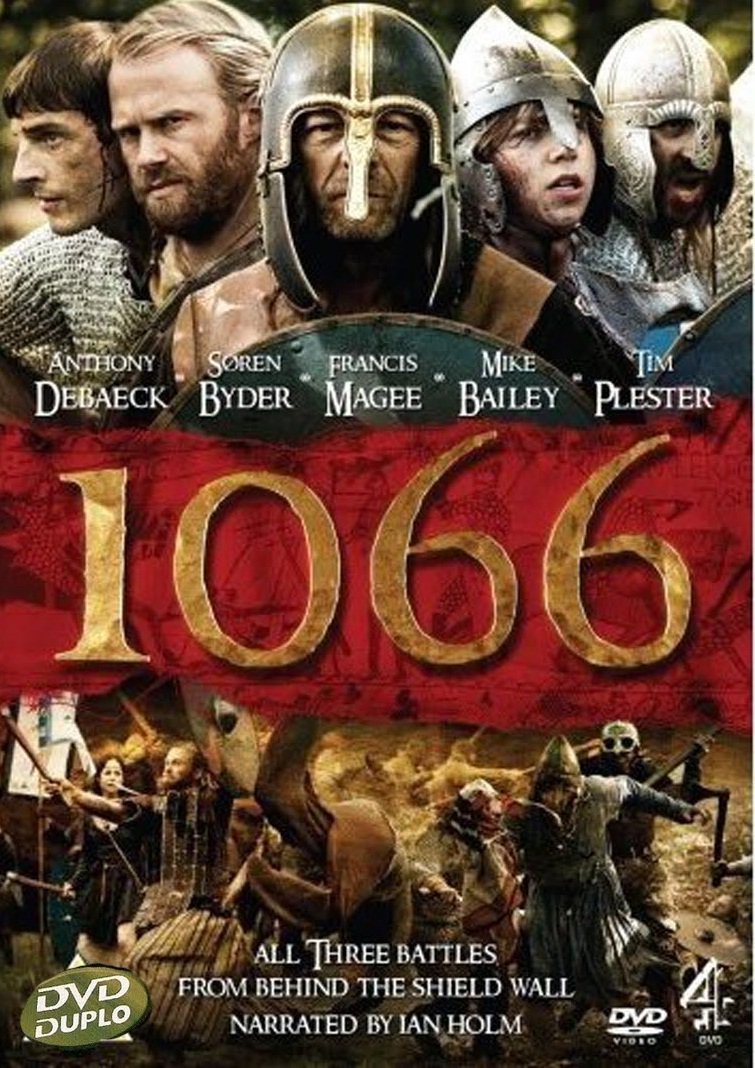 ANTHONY SØREN FRANCIS MIKE TIM
DEBAECK • BYDER • MAGEE • BAILEY • PLESTER
1066
ALL THREE BATTLES
FROM BEHIND THE SHIELD WALL
NARRATED BY IAN HOLM
DVD
DUPLO
DVD
VIDEO
4
DVD